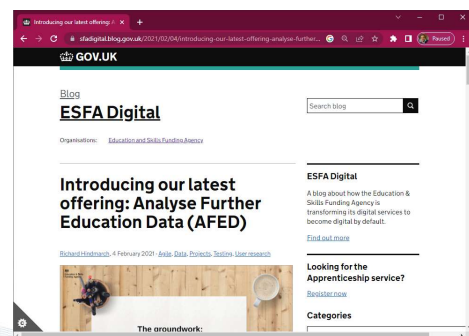 Introducing our latest offering: A
sfadigital.blog.gov.uk/2021/02/04/introducing-our-latest-offering-analyse-further...
Paused
GOV.UK
Blog
ESFA Digital
Search blog
Organisations: Education and Skills Funding Agency
Introducing our latest
offering: Analyse Further
Education Data (AFED)
Richard Hindmarch, 4 February 2021 - Agile, Data, Projects, Testing, User research
The groundwork:
ESFA Digital
A blog about how the Education &
Skills Funding Agency is
transforming its digital services to
become digital by default.
Find out more
Looking for the
Apprenticeship service?
Register now
Categories